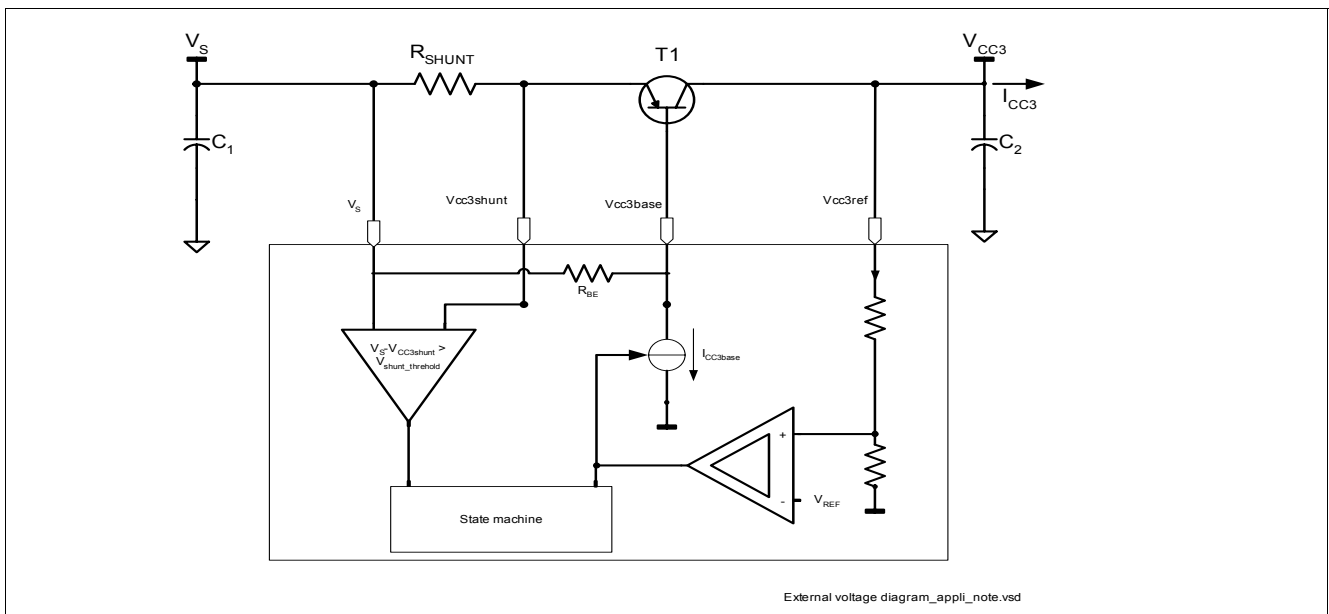 VS
RSHUNT
T1
VCC3
ICC3
C1
C2
VS
Vcc3shunt
Vcc3base
Vcc3ref
RBE
VS-VCC3shunt >
Vshunt_threhold
ICC3base
+
-
VREF
State machine
External voltage diagram_appli_note.vsd